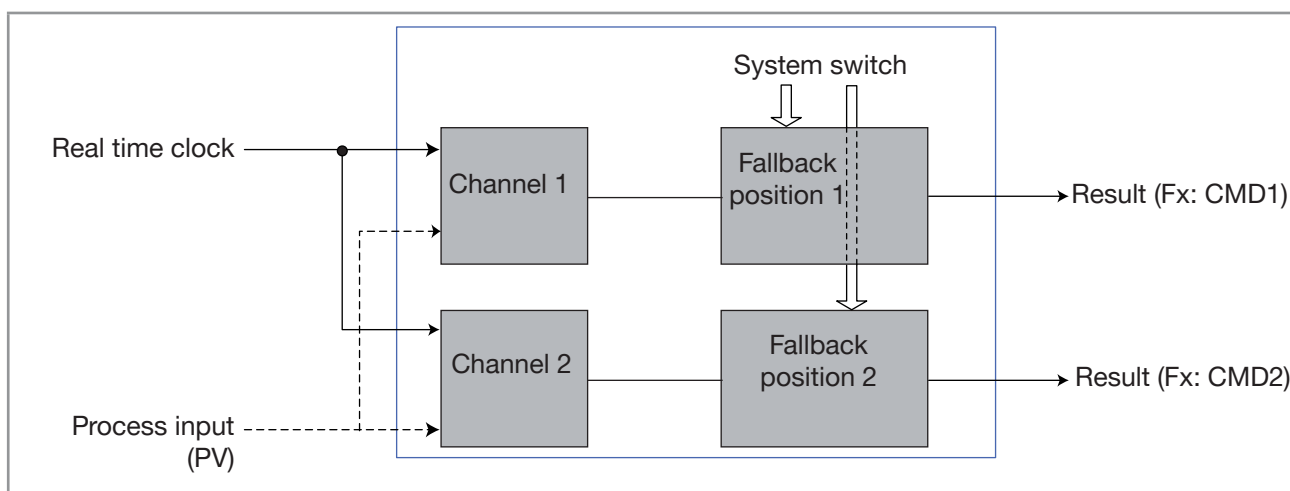 System switch
Real time clock
Channel 1
Fallback
position 1
Result (Fx: CMD1)
Channel 2
Fallback
position 2
Result (Fx: CMD2)
Process input
(PV)